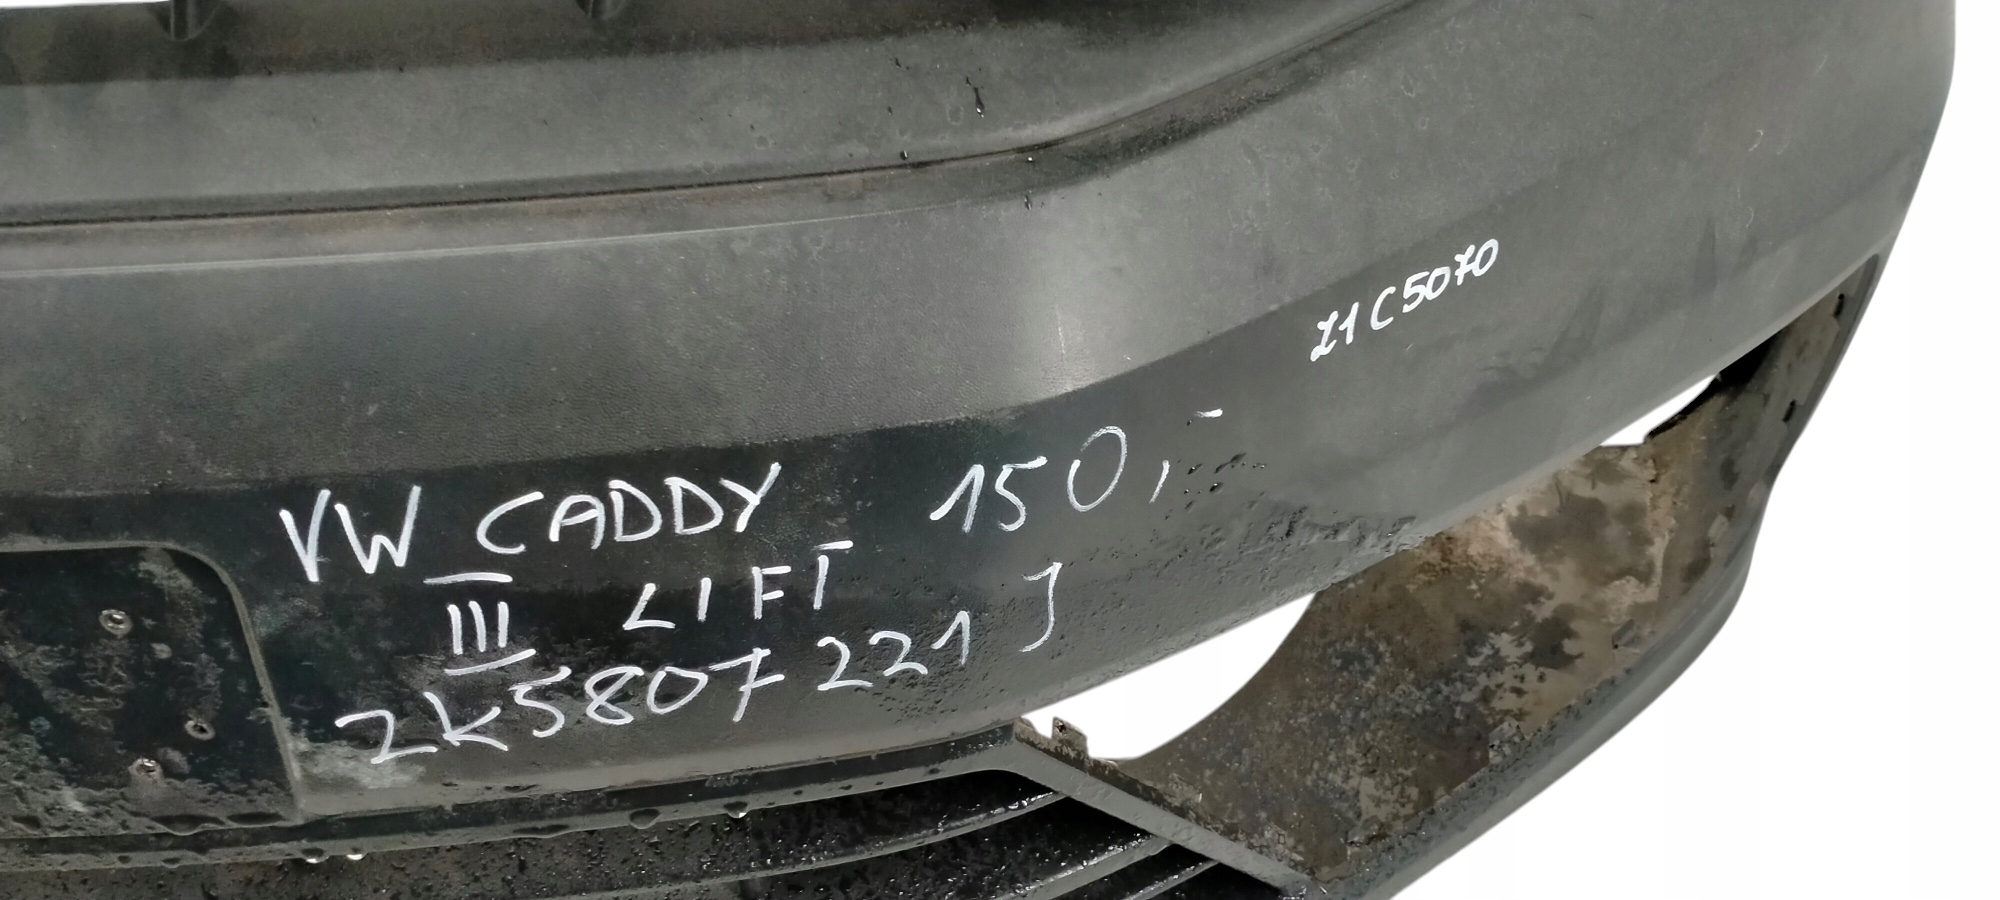 Z1C5070
VW CADDY 150,-
III LIFT
2K5807221J